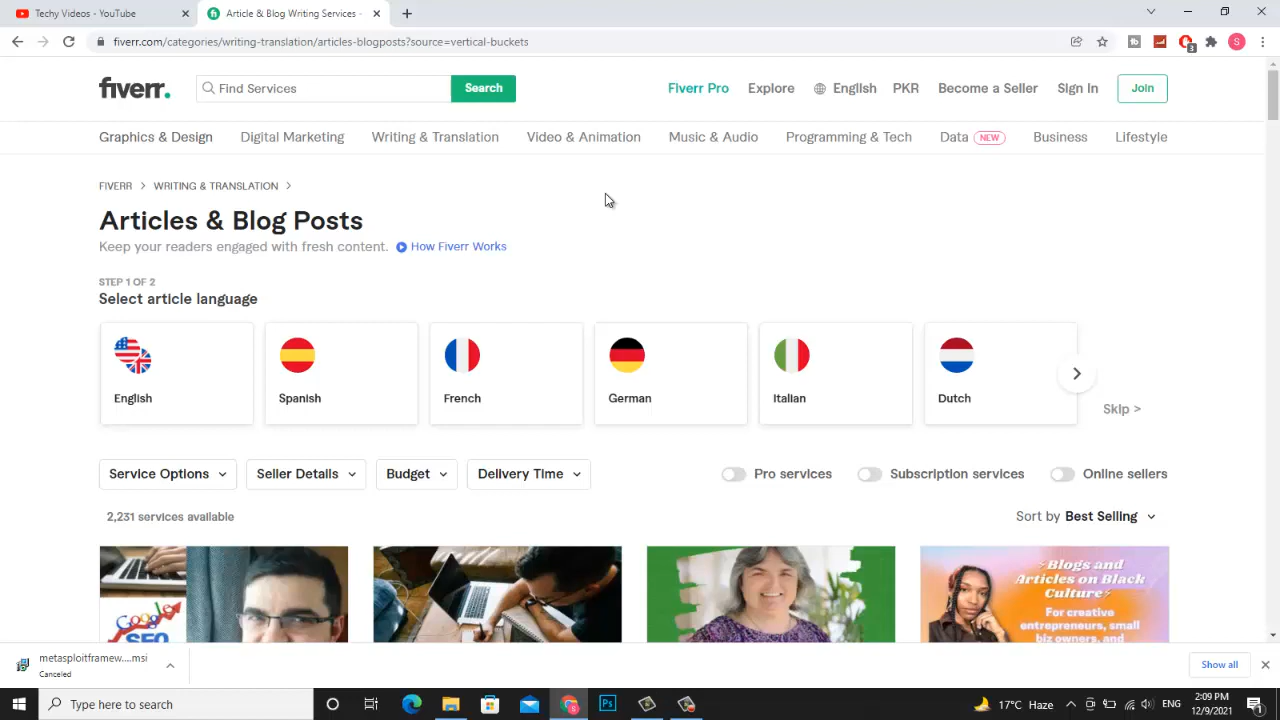 Techy Videos - YouTube
Article & Blog Writing Services -
fiverr.com/categories/writing-translation/articles-blogposts?source=vertical-buckets
3
S
fiverr.
Find Services
Search
Fiverr Pro
Explore
English
PKR
Become a Seller
Sign In
Join
Graphics & Design
Digital Marketing
Writing & Translation
Video & Animation
Music & Audio
Programming & Tech
Data NEW
Business
Lifestyle
FIVERR > WRITING & TRANSLATION >
Articles & Blog Posts
Keep your readers engaged with fresh content. How Fiverr Works
STEP 1 OF 2
Select article language
English
Spanish
French
German
Italian
Dutch
Skip >
Service Options
Seller Details
Budget
Delivery Time
Pro services
Subscription services
Online sellers
2,231 services available
Sort by Best Selling
Google
SEO
⚡Blogs and
Articles on Black
Culture⚡
For creative
entrepreneurs, small
biz owners, and
metasploitframew....msi
Canceled
Show all
Type here to search
Ps
17°C Haze
ENG
2:09 PM
12/9/2021
1